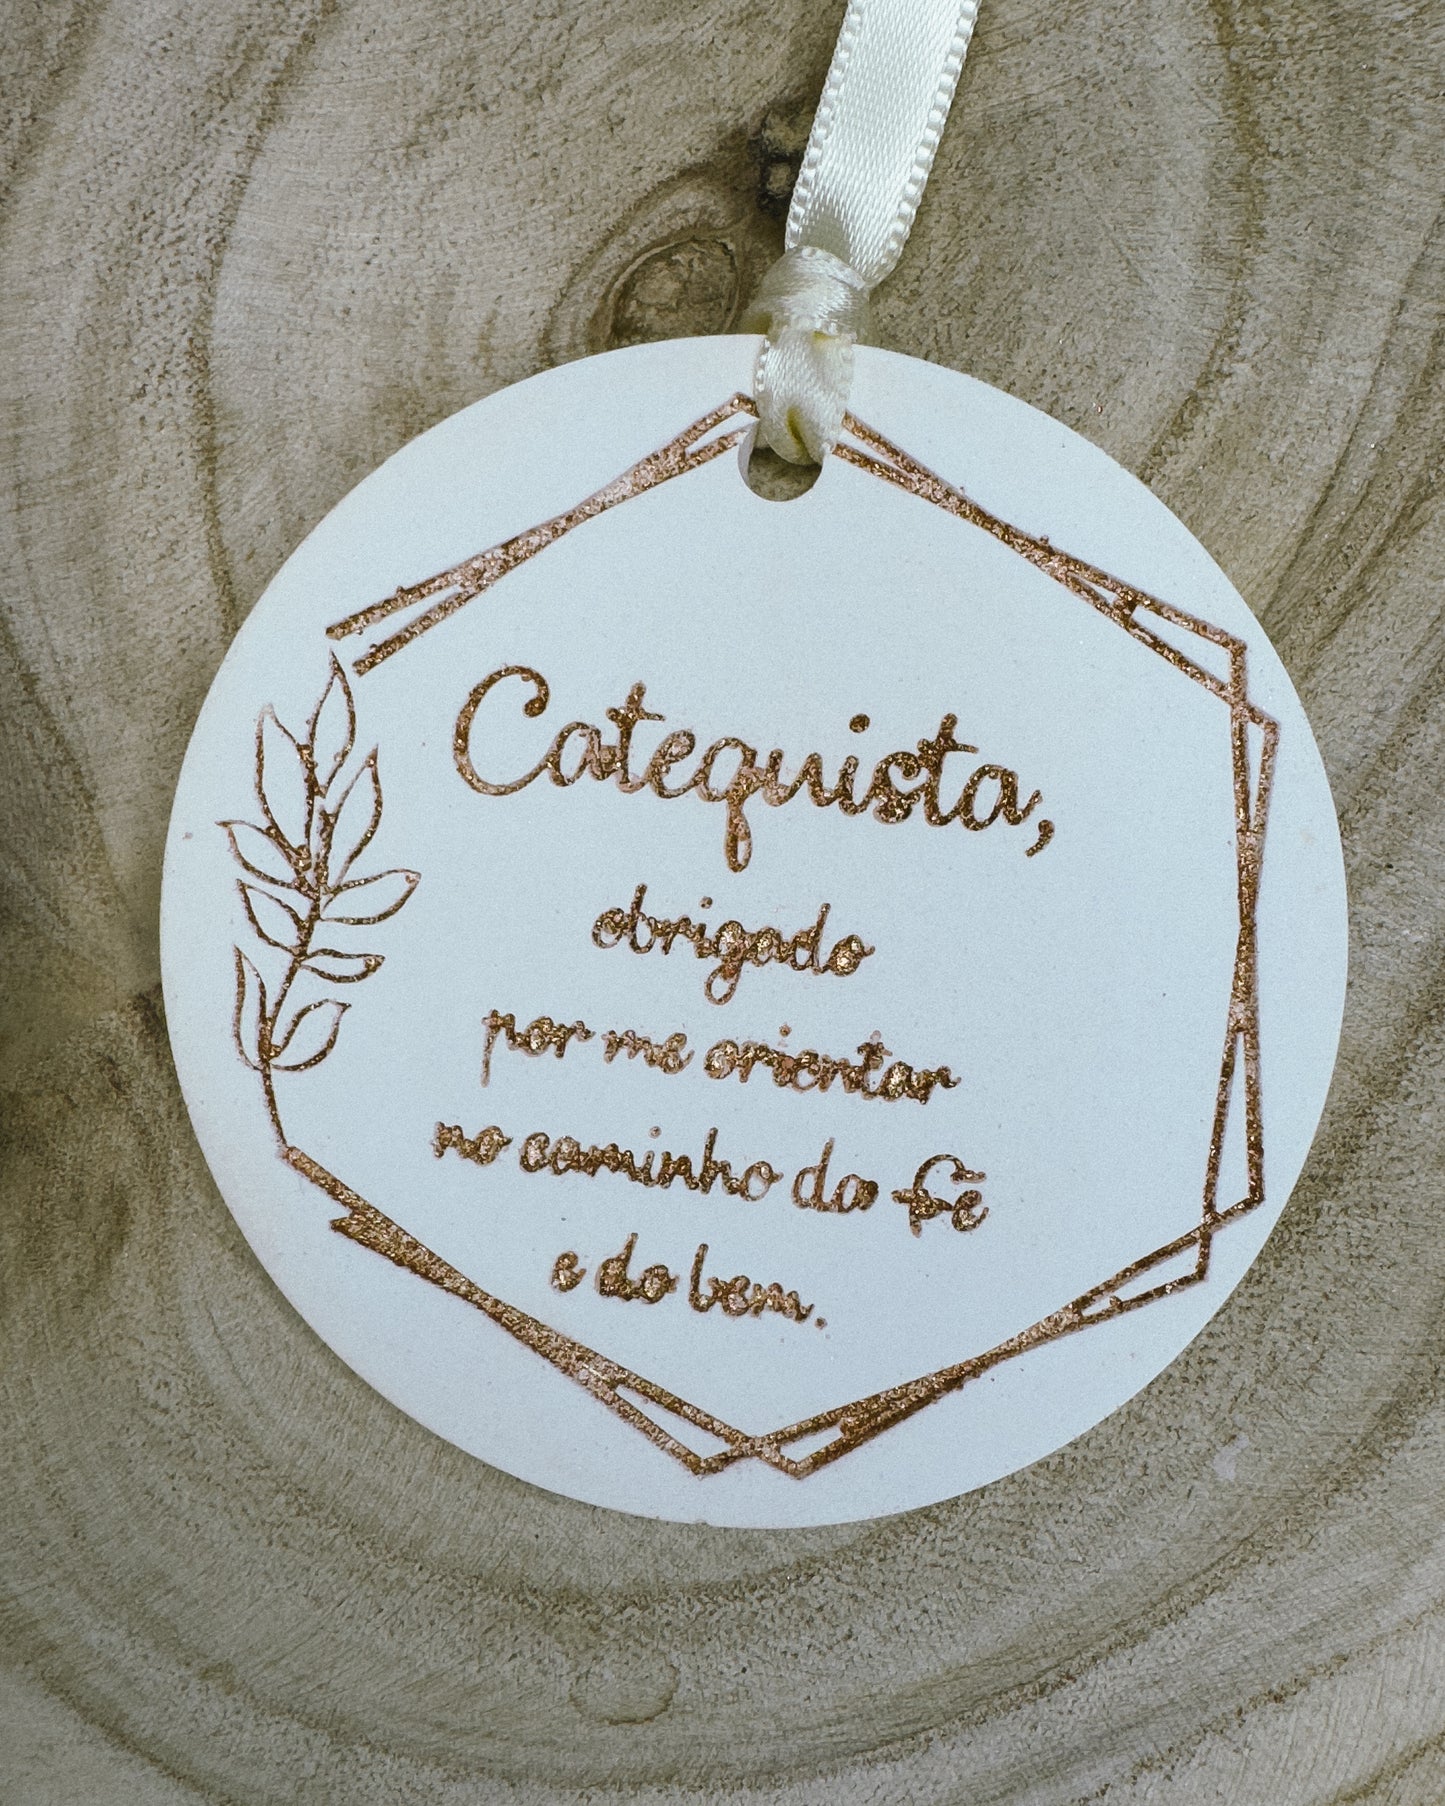 Catequista,
obrigado
por me orientar
no caminho da fé
e do bem.